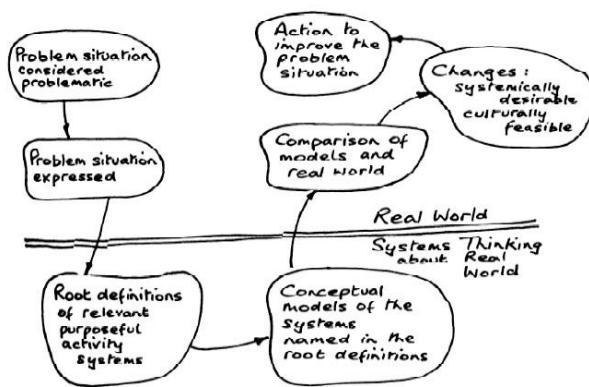 Problem situation
considered
problematic
Problem situation
expressed
Root definitions
of relevant
purposeful
activity
systems
Conceptual
models of the
systems
named in the
root definitions
Comparison of
models and
real world
Changes:
systemically
desirable
culturally
feasible
Action to
improve the
problem
situation
Real World
Systems Thinking
about Real
World